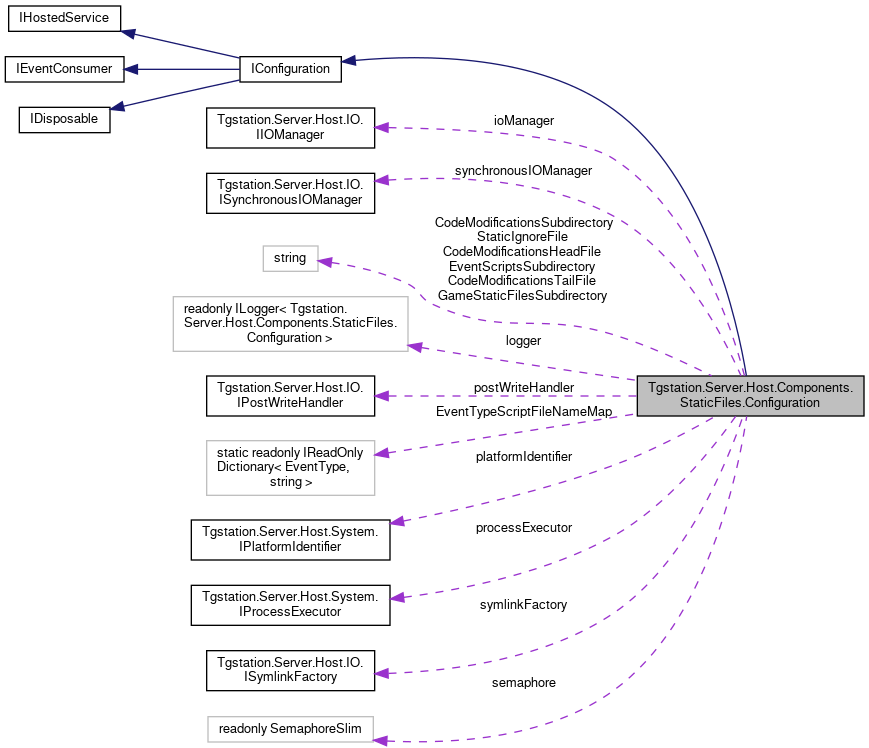 IHostedService
IEventConsumer
IConfiguration
IDisposable
Tgstation.Server.Host.IO.
IIOManager
ioManager
Tgstation.Server.Host.IO.
ISynchronousIOManager
synchronousIOManager
CodeModificationsSubdirectory
StaticIgnoreFile
CodeModificationsHeadFile
EventScriptsSubdirectory
CodeModificationsTailFile
GameStaticFilesSubdirectory
string
readonly ILogger< Tgstation.
Server.Host.Components.StaticFiles.
Configuration >
logger
Tgstation.Server.Host.Components.
StaticFiles.Configuration
Tgstation.Server.Host.IO.
IPostWriteHandler
postWriteHandler
EventTypeScriptFileNameMap
static readonly IReadOnly
Dictionary< EventType,
string >
platformIdentifier
Tgstation.Server.Host.System.
IPlatformIdentifier
processExecutor
Tgstation.Server.Host.System.
IProcessExecutor
symlinkFactory
Tgstation.Server.Host.IO.
ISymlinkFactory
semaphore
readonly SemaphoreSlim